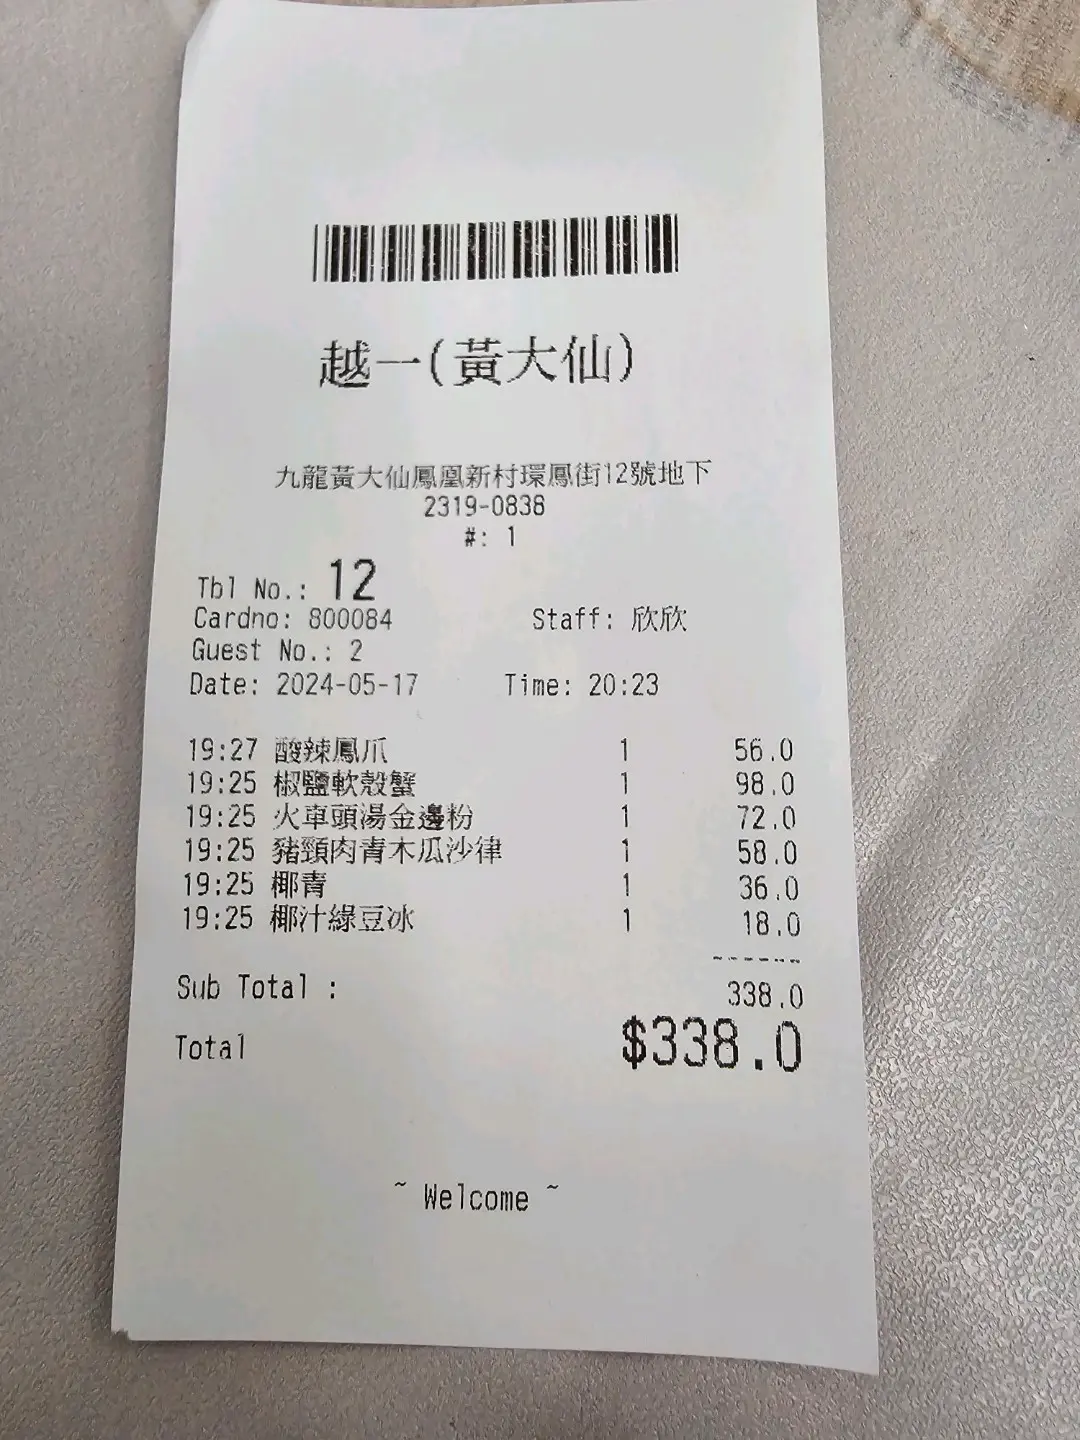 越一(黃大仙)
九龍黃大仙鳳凰新村環鳳街12號地下
2319-0838
#: 1
Tbl No.: 12
Cardno: 800084 Staff: 欣欣
Guest No.: 2
Date: 2024-05-17 Time: 20:23
19:27 酸辣鳳爪 1 56.0
19:25 椒鹽軟殼蟹 1 98.0
19:25 火車頭湯金邊粉 1 72.0
19:25 豬頸肉青木瓜沙律 1 58.0
19:25 椰青 1 36.0
19:25 椰汁綠豆冰 1 18.0
------
Sub Total : 338.0
Total $338.0
~ Welcome ~